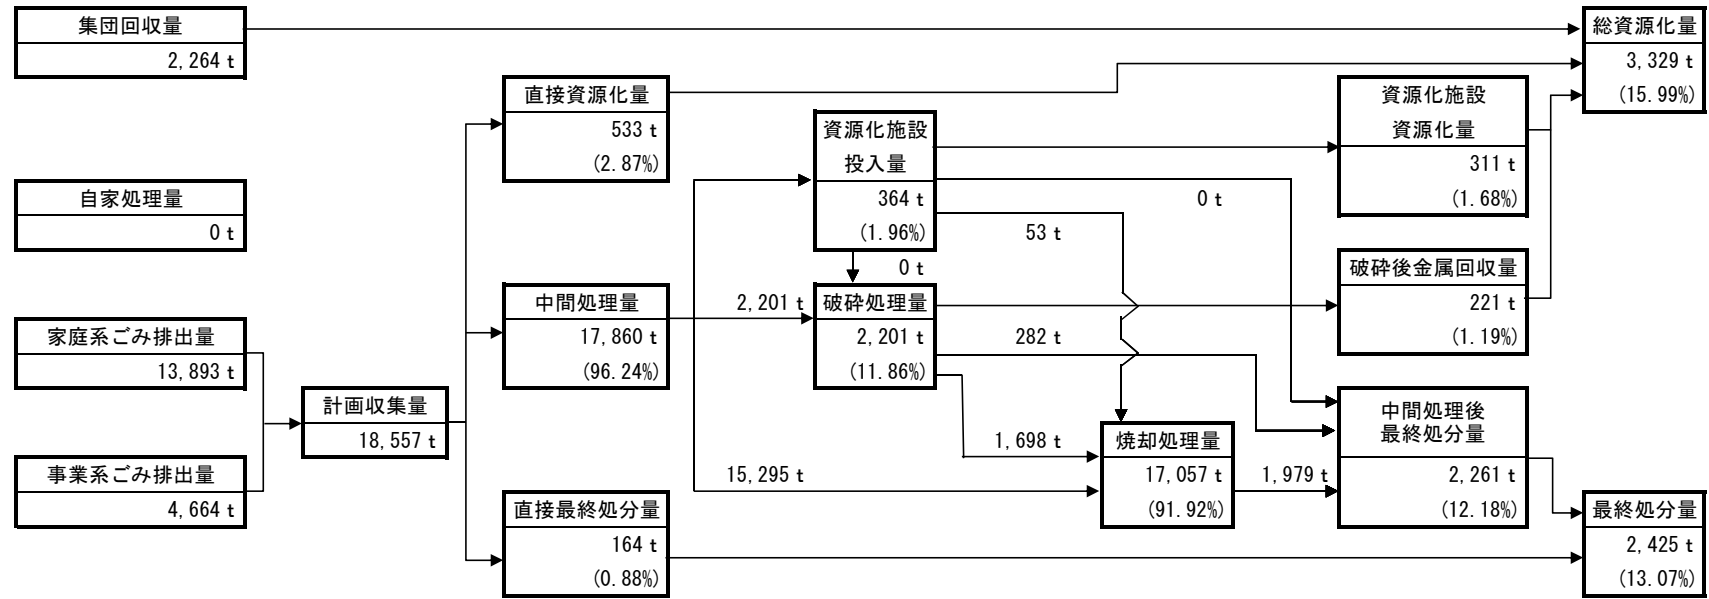 集団回収量
2,264 t
自家処理量
0 t
家庭系ごみ排出量
13,893 t
事業系ごみ排出量
4,664 t
計画収集量
18,557 t
直接資源化量
533 t
(2.87%)
中間処理量
17,860 t
(96.24%)
直接最終処分量
164 t
(0.88%)
2,201 t
15,295 t
資源化施設
投入量
364 t
(1.96%)
0 t
破砕処理量
2,201 t
(11.86%)
0 t
53 t
282 t
1,698 t
焼却処理量
17,057 t
(91.92%)
1,979 t
資源化施設
資源化量
311 t
(1.68%)
破砕後金属回収量
221 t
(1.19%)
中間処理後
最終処分量
2,261 t
(12.18%)
総資源化量
3,329 t
(15.99%)
最終処分量
2,425 t
(13.07%)